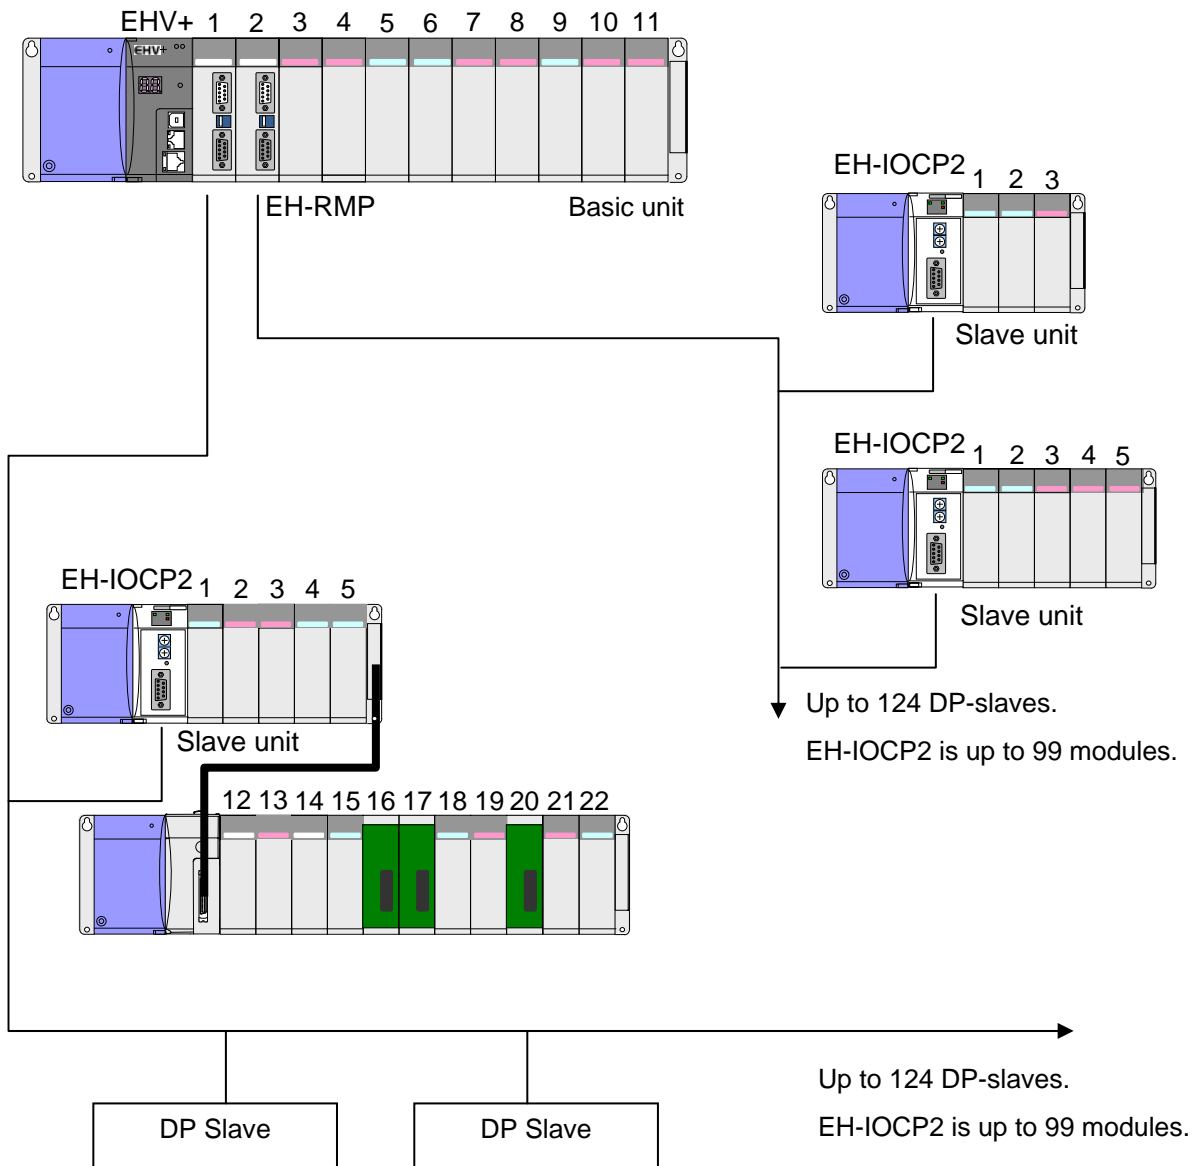 EHV+ 1 2 3 4 5 6 7 8 9 10 11
EHV+
EH-RMP Basic unit
EH-IOCP2 1 2 3
Slave unit
EH-IOCP2 1 2 3 4 5
Slave unit
Up to 124 DP-slaves.
EH-IOCP2 is up to 99 modules.
EH-IOCP2 1 2 3 4 5
Slave unit
12 13 14 15 16 17 18 19 20 21 22
Up to 124 DP-slaves.
EH-IOCP2 is up to 99 modules.
DP Slave
DP Slave